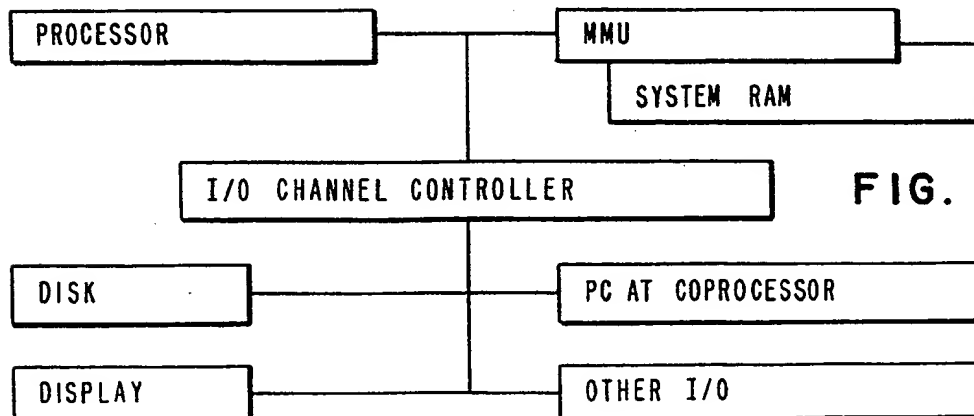 PROCESSOR
MMU
SYSTEM RAM
I/O CHANNEL CONTROLLER
FIG.
DISK
PC AT COPROCESSOR
DISPLAY
OTHER I/O